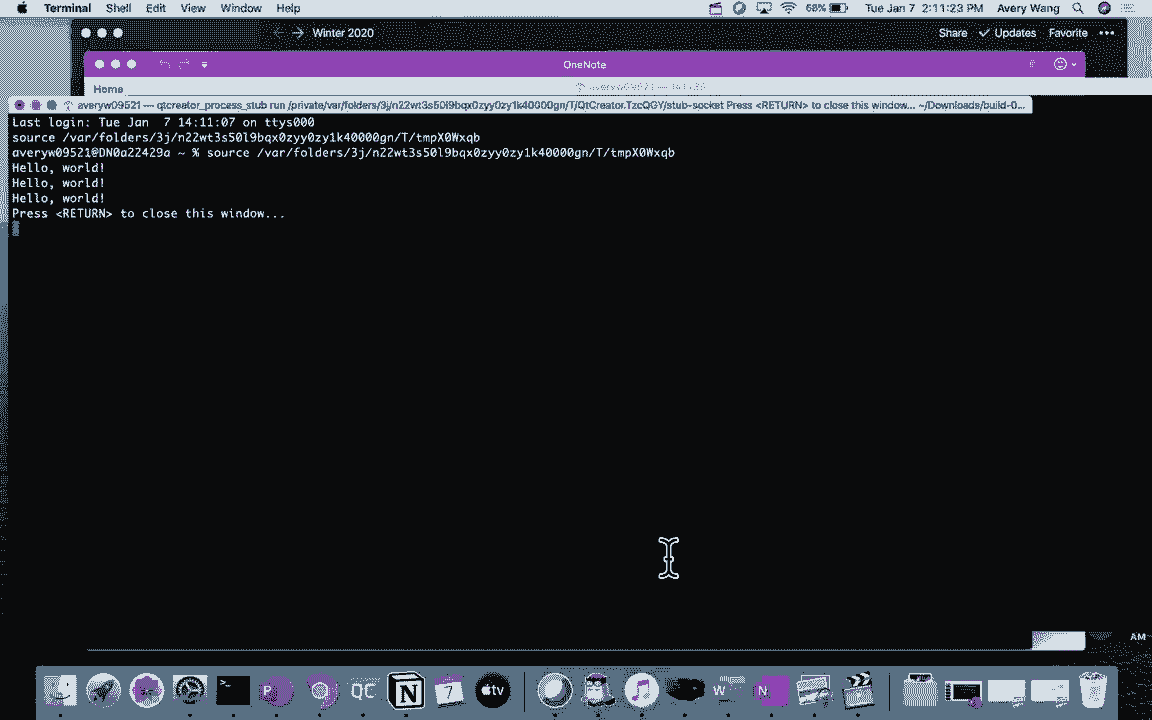 Terminal Shell Edit View Window Help 68% Tue Jan 7 2:11:23 PM Avery Wang
Winter 2020 Share Updates Favorite
OneNote
Home
averyw09521 — qtcreator_process_stub run /private/var/folders/3j/n22wt3s50l9bqx0zyy0zy1k40000gn/T/QtCreator.TzcQGY/stub-socket Press <RETURN> to close this window... ~/Downloads/build-0...
Last login: Tue Jan 7 14:11:07 on ttys000
source /var/folders/3j/n22wt3s50l9bqx0zyy0zy1k40000gn/T/tmpX0Wxqb
averyw09521@DN0a22429a ~ % source /var/folders/3j/n22wt3s50l9bqx0zyy0zy1k40000gn/T/tmpX0Wxqb
Hello, world!
Hello, world!
Hello, world!
Press <RETURN> to close this window...
AM
>_ P QC N 7 tv W N